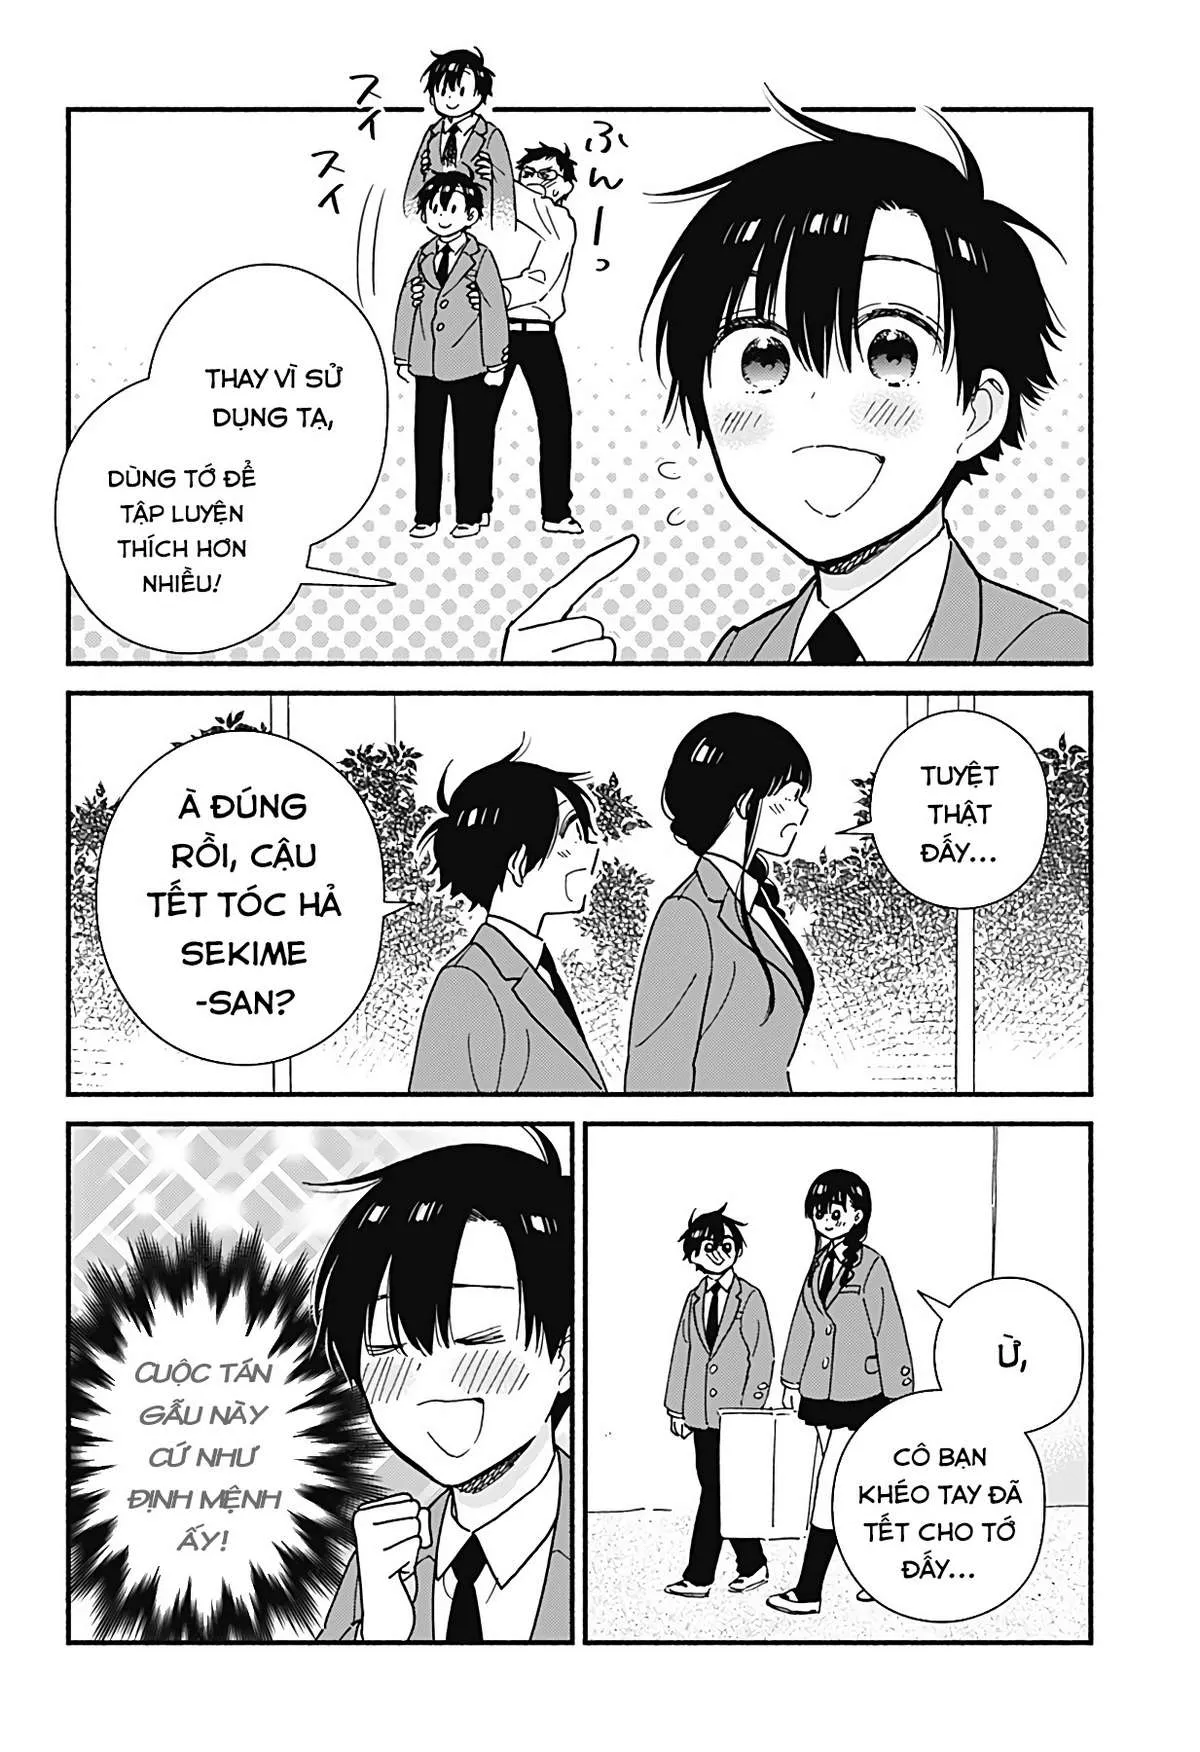 スイ
スイ
ふんーっ
THAY VÌ SỬ
DỤNG TẠ,
DÙNG TỚ ĐỂ
TẬP LUYỆN
THÍCH HƠN
NHIỀU!
TUYỆT
THẬT
ĐẤY...
À ĐÚNG
RỒI, CẬU
TẾT TÓC HẢ
SEKIME
-SAN?
CUỘC TÁN
GẪU NÀY
CỨ NHƯ
ĐỊNH MỆNH
ẤY!
Ừ,
CÔ BẠN
KHÉO TAY ĐÃ
TẾT CHO TỚ
ĐẤY...